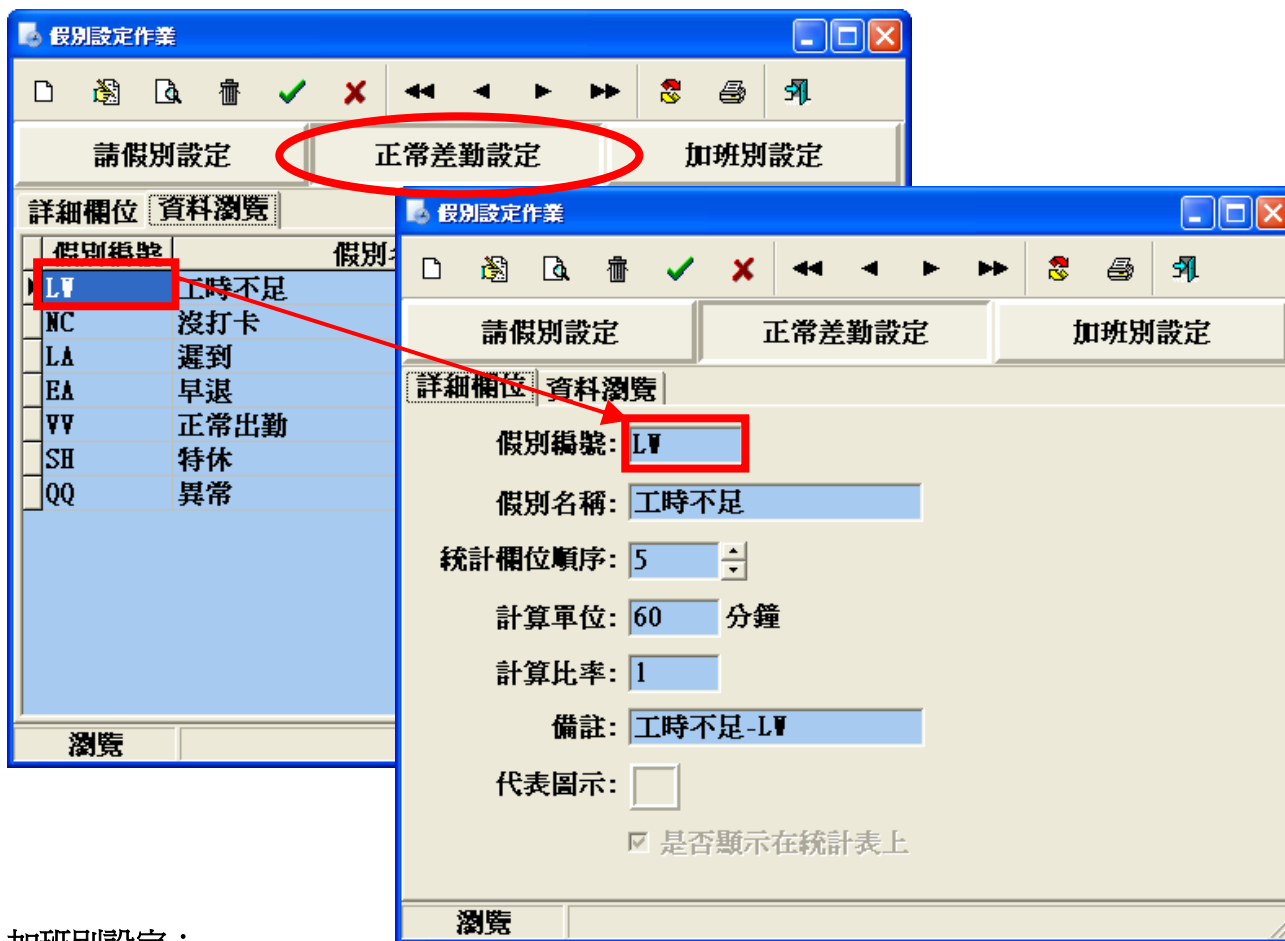 假別設定作業
請假別設定
正常差勤設定
加班別設定
詳細欄位 資料瀏覽
假別編號 假別
LW 工時不足
NC 沒打卡
LA 遲到
EA 早退
VV 正常出勤
SH 特休
QQ 異常
瀏覽
假別設定作業
請假別設定
正常差勤設定
加班別設定
詳細欄位 資料瀏覽
假別編號: LW
假別名稱: 工時不足
統計欄位順序: 5
計算單位: 60 分鐘
計算比率: 1
備註: 工時不足-LW
代表圖示:
是否顯示在統計表上
瀏覽
加班別設定：